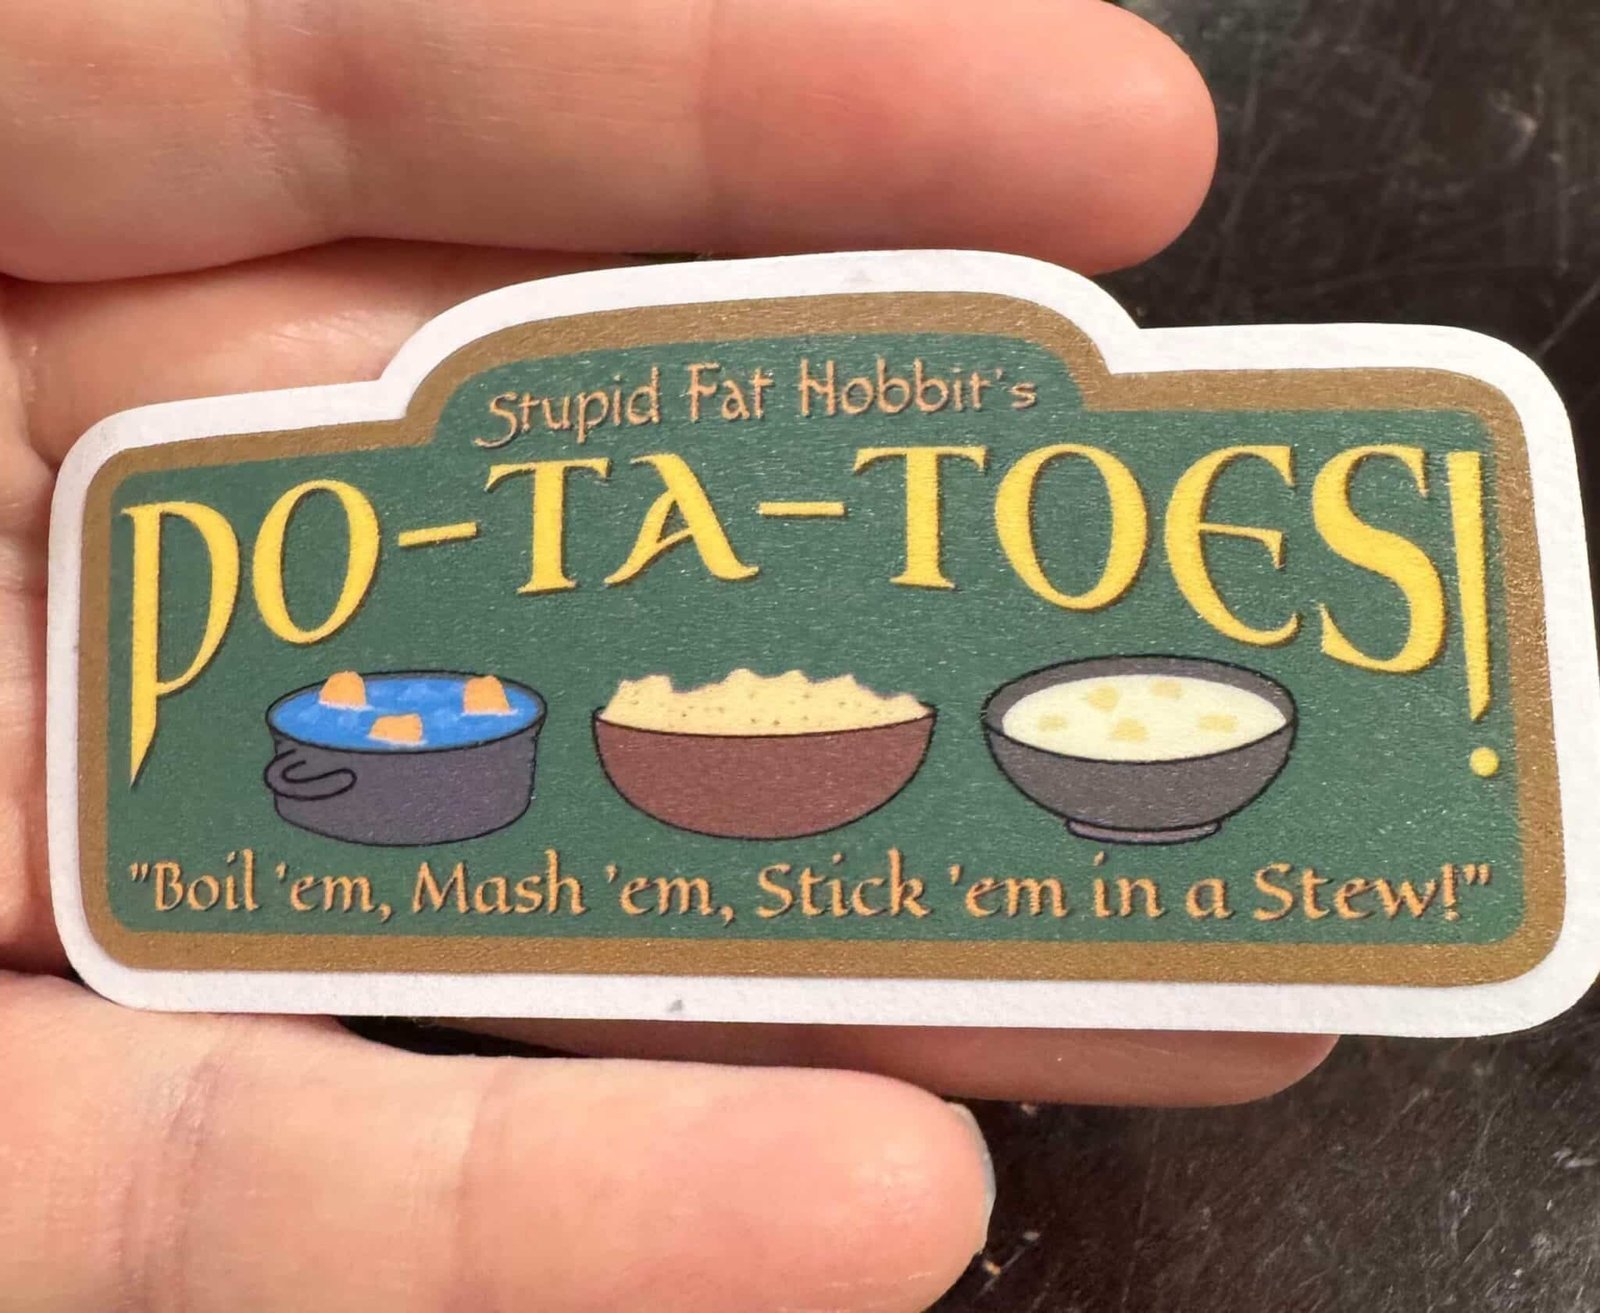 Stupid Fat Hobbit's
PO-TA-TOES!
"Boil 'em, Mash 'em, Stick 'em in a Stew!"